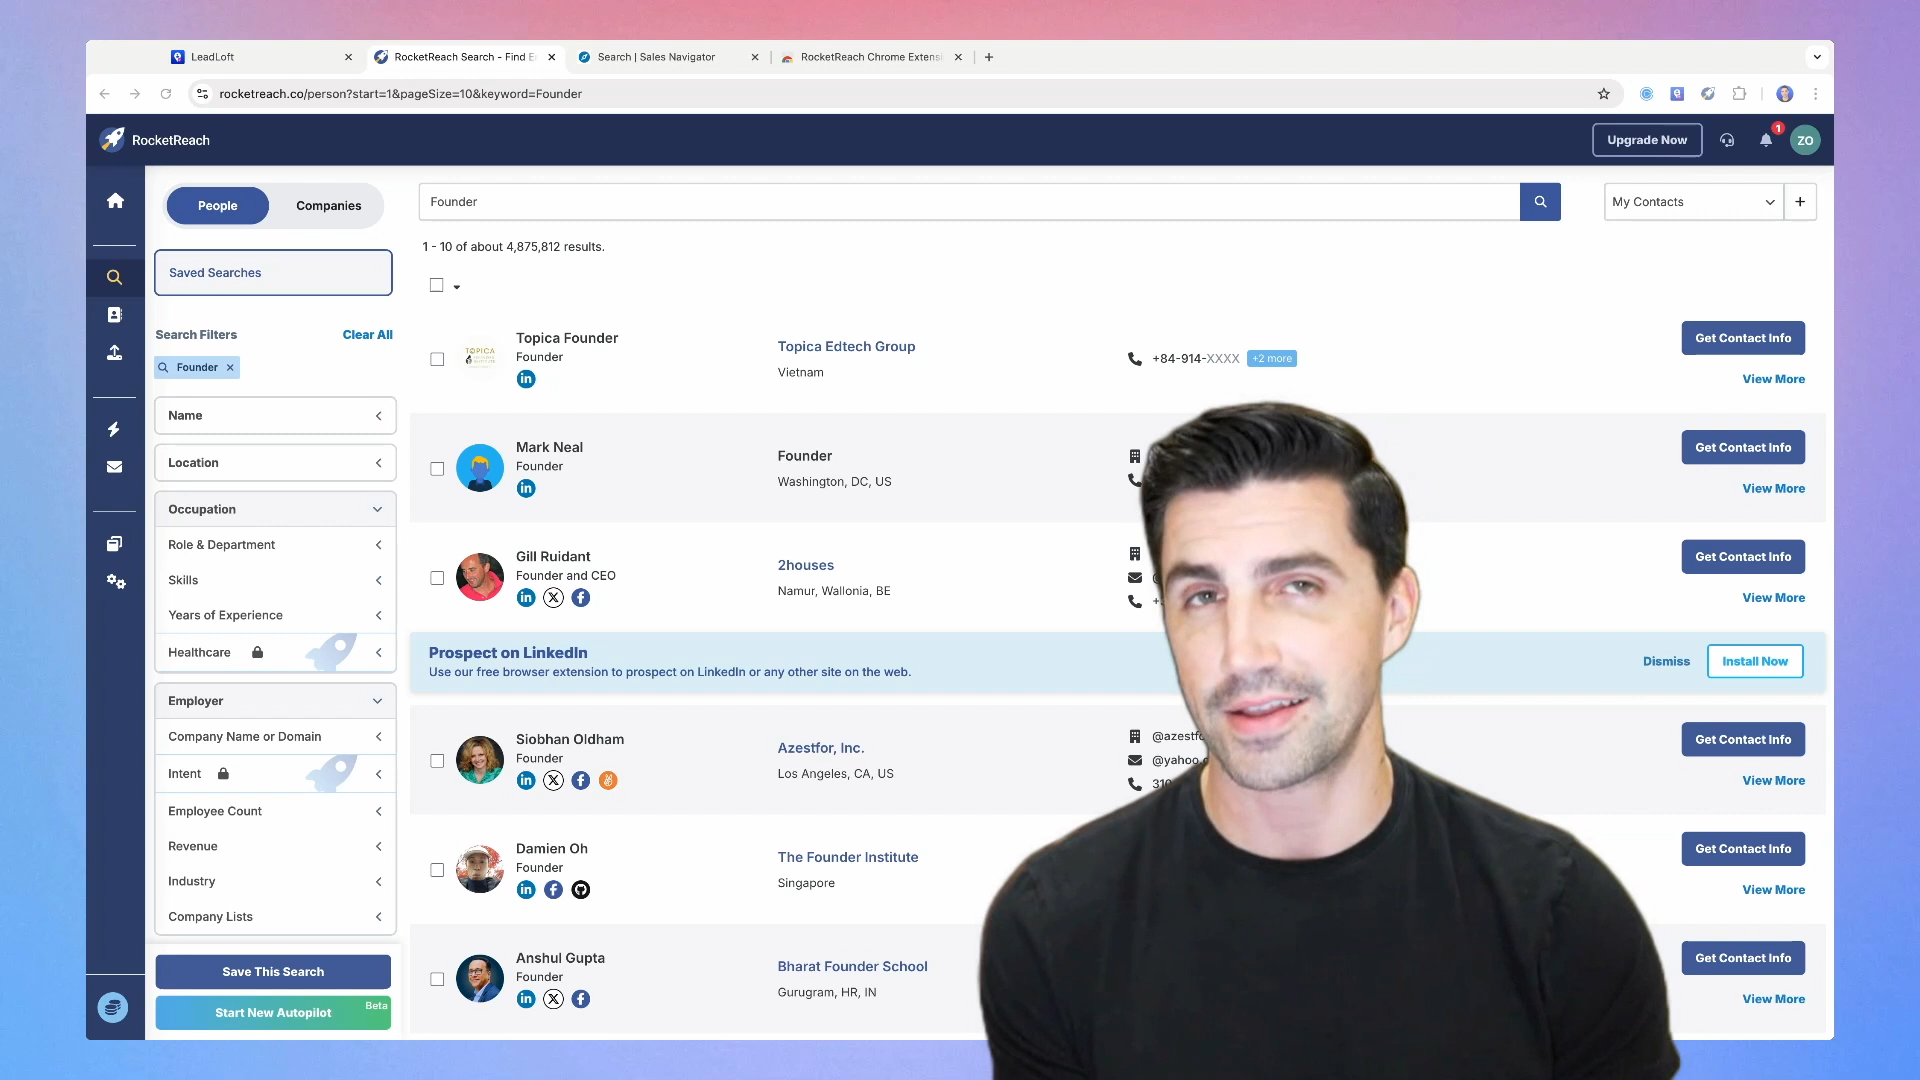 LeadLoft
RocketReach Search - Find E
Search | Sales Navigator
RocketReach Chrome Extens
rocketreach.co/person?start=1&pageSize=10&keyword=Founder
RocketReach
Upgrade Now
1
ZO
People
Companies
Founder
My Contacts
Saved Searches
1 - 10 of about 4,875,812 results.
Search Filters
Clear All
Founder
Name
Location
Occupation
Role & Department
Skills
Years of Experience
Healthcare
Employer
Company Name or Domain
Intent
Employee Count
Revenue
Industry
Company Lists
Save This Search
Start New Autopilot
Beta
TOPICA
Topica Founder
Founder
Topica Edtech Group
Vietnam
+84-914-XXXX
+2 more
Get Contact Info
View More
Mark Neal
Founder
Founder
Washington, DC, US
Get Contact Info
View More
Gill Ruidant
Founder and CEO
2houses
Namur, Wallonia, BE
Get Contact Info
View More
Prospect on LinkedIn
Use our free browser extension to prospect on LinkedIn or any other site on the web.
Dismiss
Install Now
Siobhan Oldham
Founder
Azestfor, Inc.
Los Angeles, CA, US
@azestfo
@yahoo.
310
Get Contact Info
View More
Damien Oh
Founder
The Founder Institute
Singapore
Get Contact Info
View More
Anshul Gupta
Founder
Bharat Founder School
Gurugram, HR, IN
Get Contact Info
View More